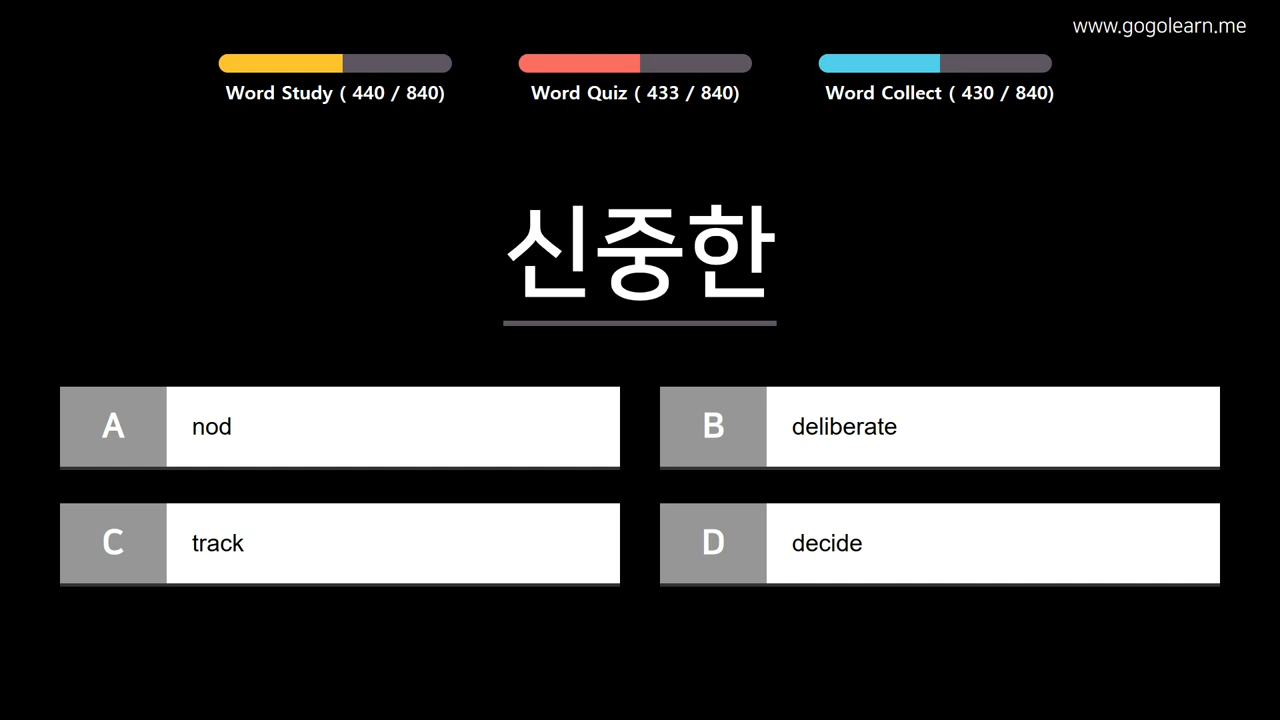 www.gogolearn.me
Word Study ( 440 / 840)
Word Quiz ( 433 / 840)
Word Collect ( 430 / 840)
신중한
A nod
B deliberate
C track
D decide